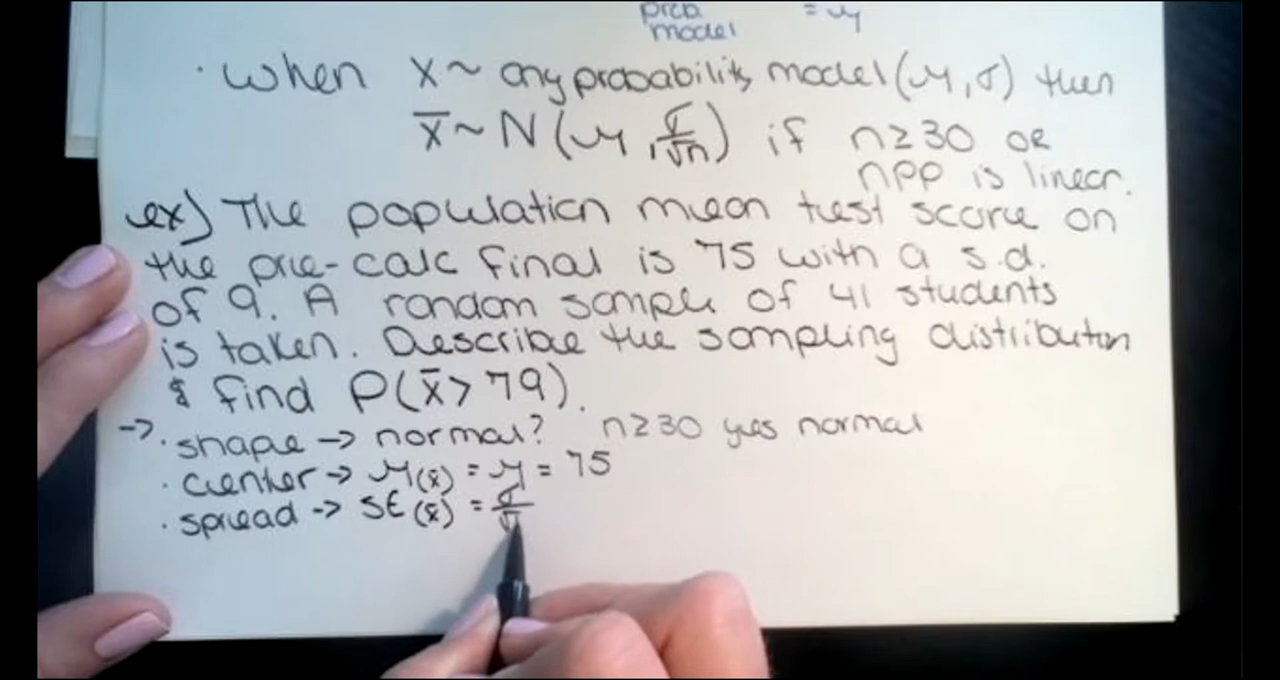 prob. = μ
model
· When X ~ any probability model (μ, σ) then
X̄ ~ N(μ, σ/√n) if n ≥ 30 or
npp is linear.
ex) The population mean test score on
the pre-calc final is 75 with a s.d.
of 9. A random sample of 41 students
is taken. Describe the sampling distribution
& find P(x̄ > 79).
→ · shape → normal? n ≥ 30 yes normal
· center → μ(x̄) = μ = 75
· spread → SE(x̄) = σ/√